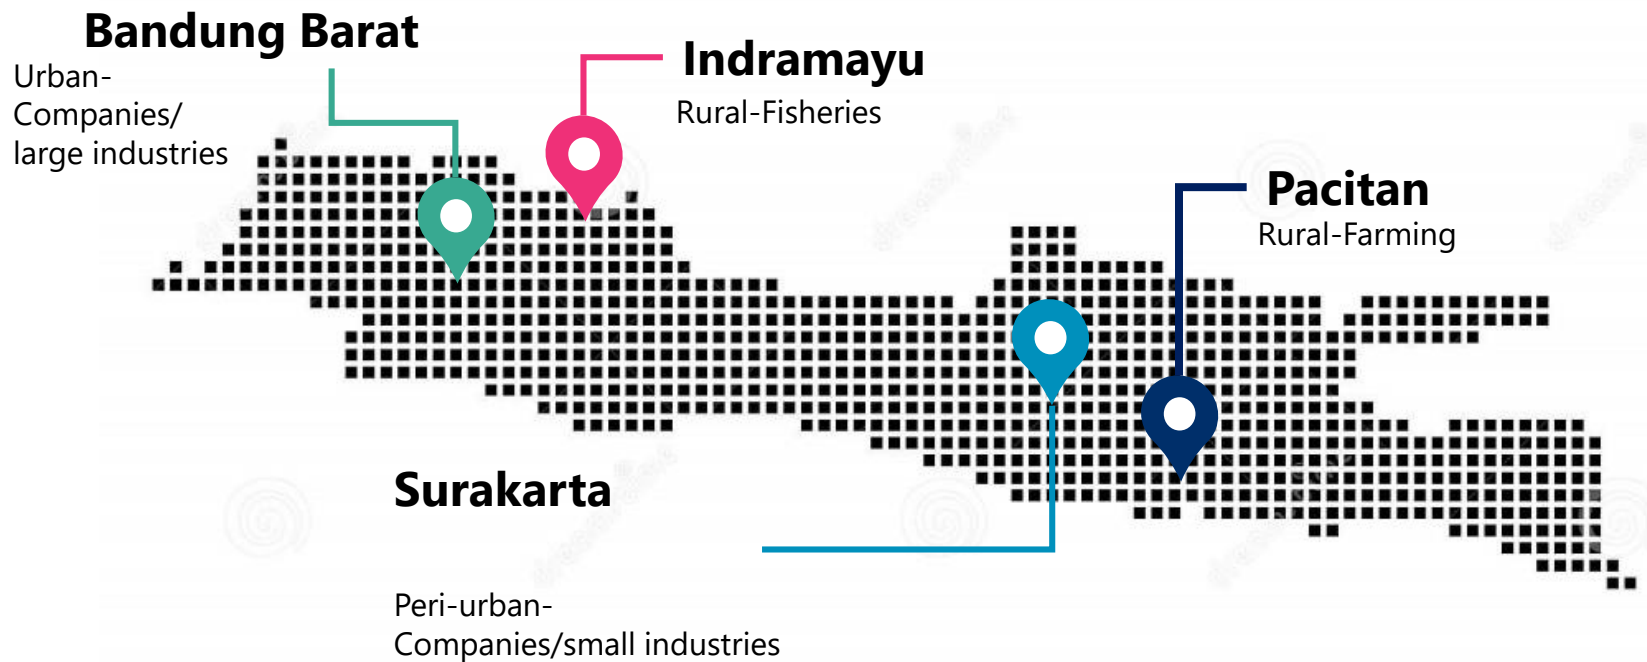 Bandung Barat
Urban-
Companies/
large industries
Indramayu
Rural-Fisheries
Pacitan
Rural-Farming
Surakarta
Peri-urban-
Companies/small industries